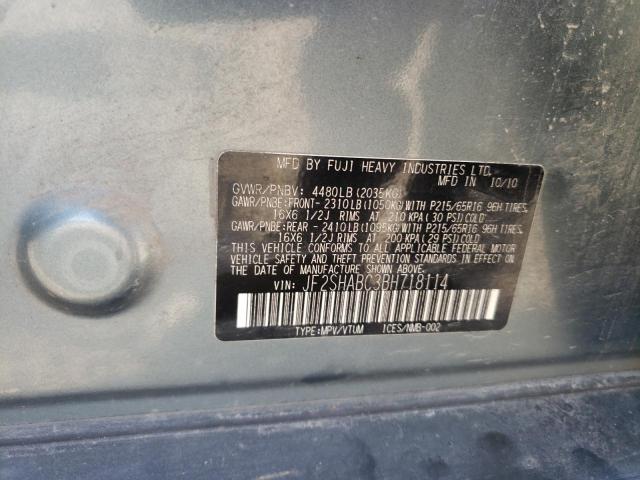 MFD BY FUJI HEAVY INDUSTRIES LTD.
MFD IN 10/10
GVWR/PNBV: 4480LB(2035KG)
GAWR/PNBE:FRONT- 2310LB(1050KG)WITH P215/65R16 96H TIRES,
16X6 1/2J RIMS AT 210 KPA(30 PSI)COLD
GAWR/PNBE:REAR - 2410LB(1095KG)WITH P215/65R16 96H TIRES,
16X6 1/2J RIMS AT 200 KPA(29 PSI)COLD
THIS VEHICLE CONFORMS TO ALL APPLICABLE FEDERAL MOTOR
VEHICLE SAFETY AND THEFT PREVENTION STANDARDS IN EFFECT
ON THE DATE OF MANUFACTURE SHOWN ABOVE.
VIN: JF2SHABC3BH718114
TYPE:MPV/VTUM ICES/NMB-002